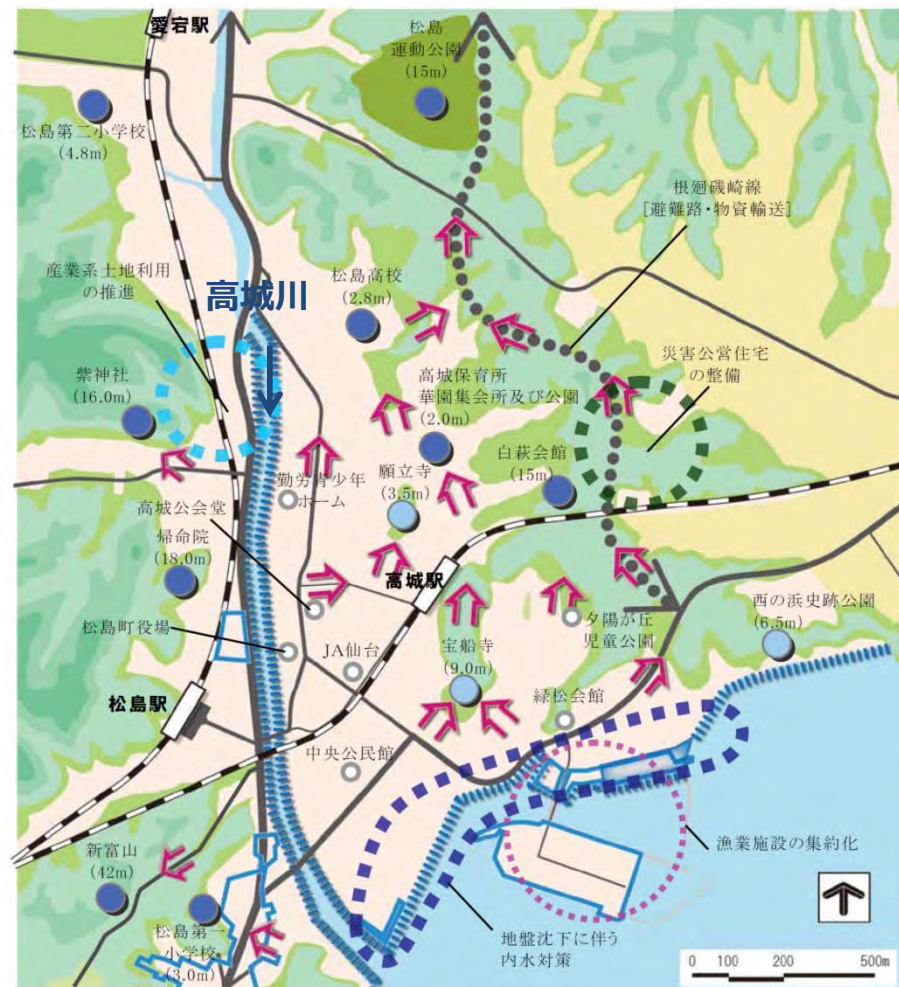 愛宕駅
松島
運動公園
(15m)
松島第二小学校
(4.8m)
根廻磯崎線
[避難路・物資輸送]
産業系土地利用
の推進
高城川
松島高校
(2.8m)
災害公営住宅
の整備
紫神社
(16.0m)
高城保育所
華園集会所及び公園
(2.0m)
白萩会館
(15m)
勤労青少年
ホーム
願立寺
(3.5m)
高城公会堂
帰命院
(18.0m)
高城駅
松島町役場
JA仙台
宝船寺
(9.0m)
夕陽が丘
児童公園
西の浜史跡公園
(6.5m)
松島駅
緑松会館
中央公民館
漁業施設の集約化
新富山
(42m)
松島第一
小学校
(3.0m)
地盤沈下に伴う
内水対策
0 100 200 500m